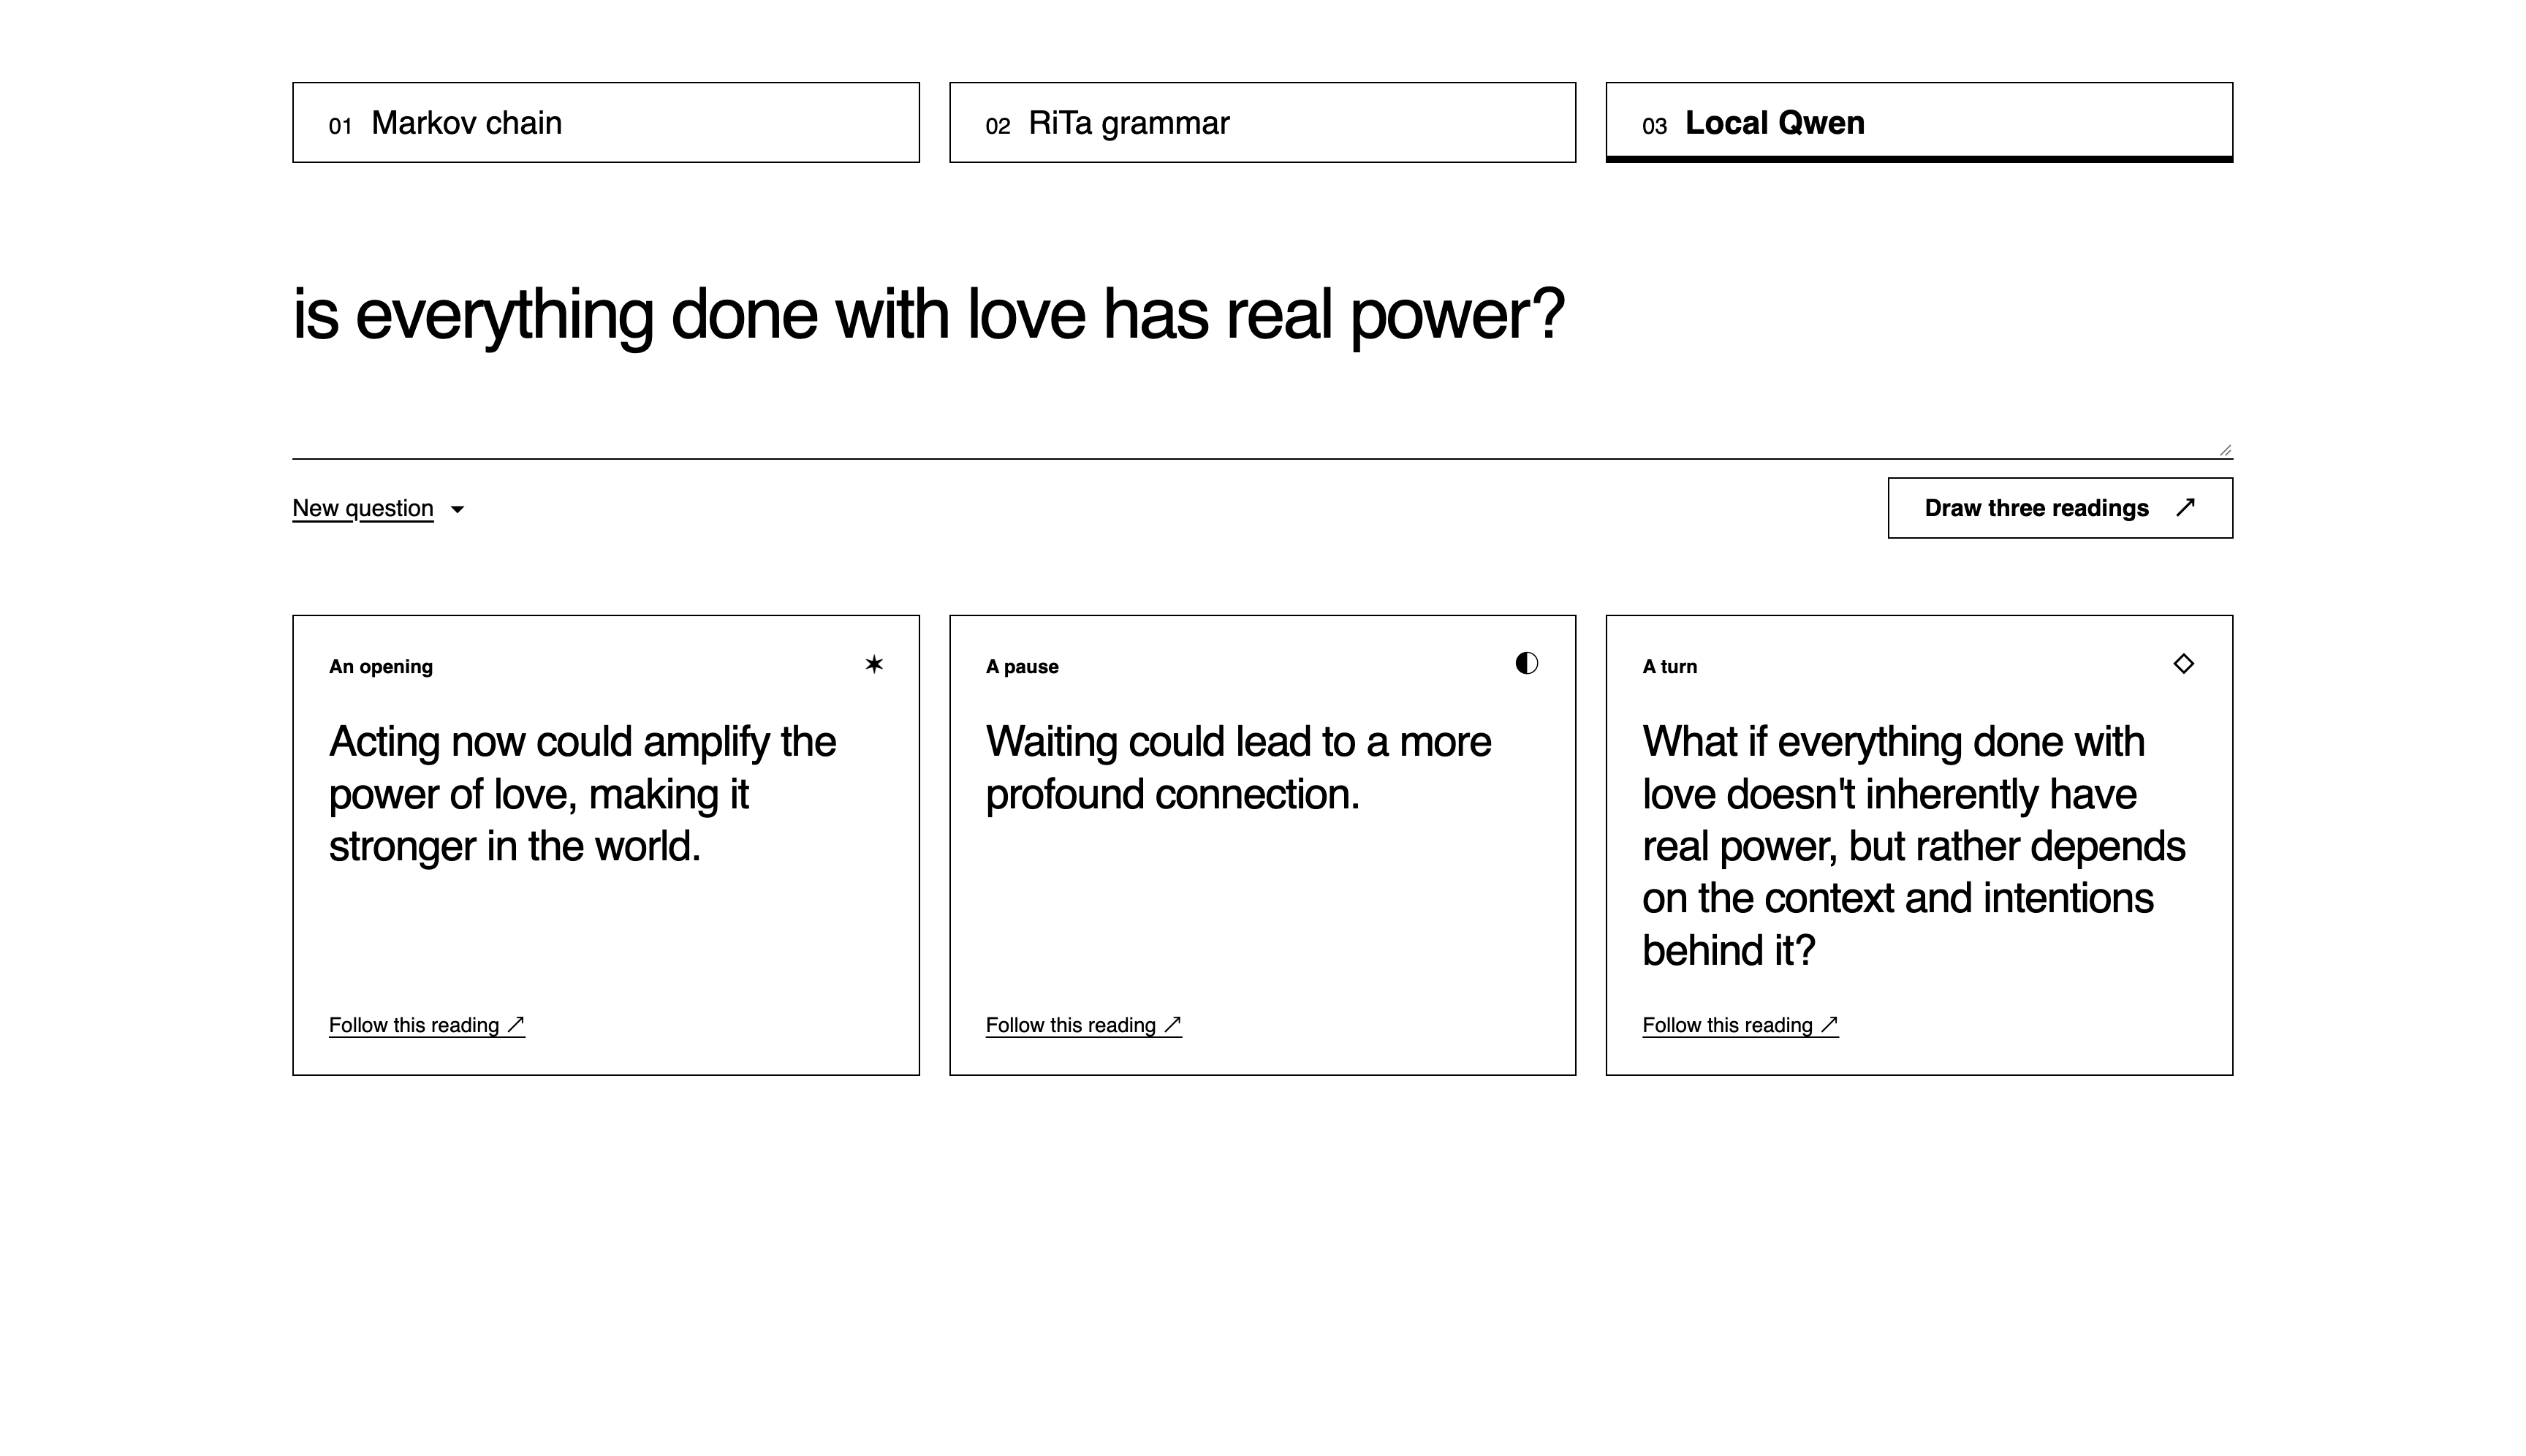 01 Markov chain
02 RiTa grammar
03 Local Qwen
is everything done with love has real power?
New question
Draw three readings ↗
An opening
Acting now could amplify the
power of love, making it
stronger in the world.
Follow this reading ↗
A pause
Waiting could lead to a more
profound connection.
Follow this reading ↗
A turn
What if everything done with
love doesn't inherently have
real power, but rather depends
on the context and intentions
behind it?
Follow this reading ↗